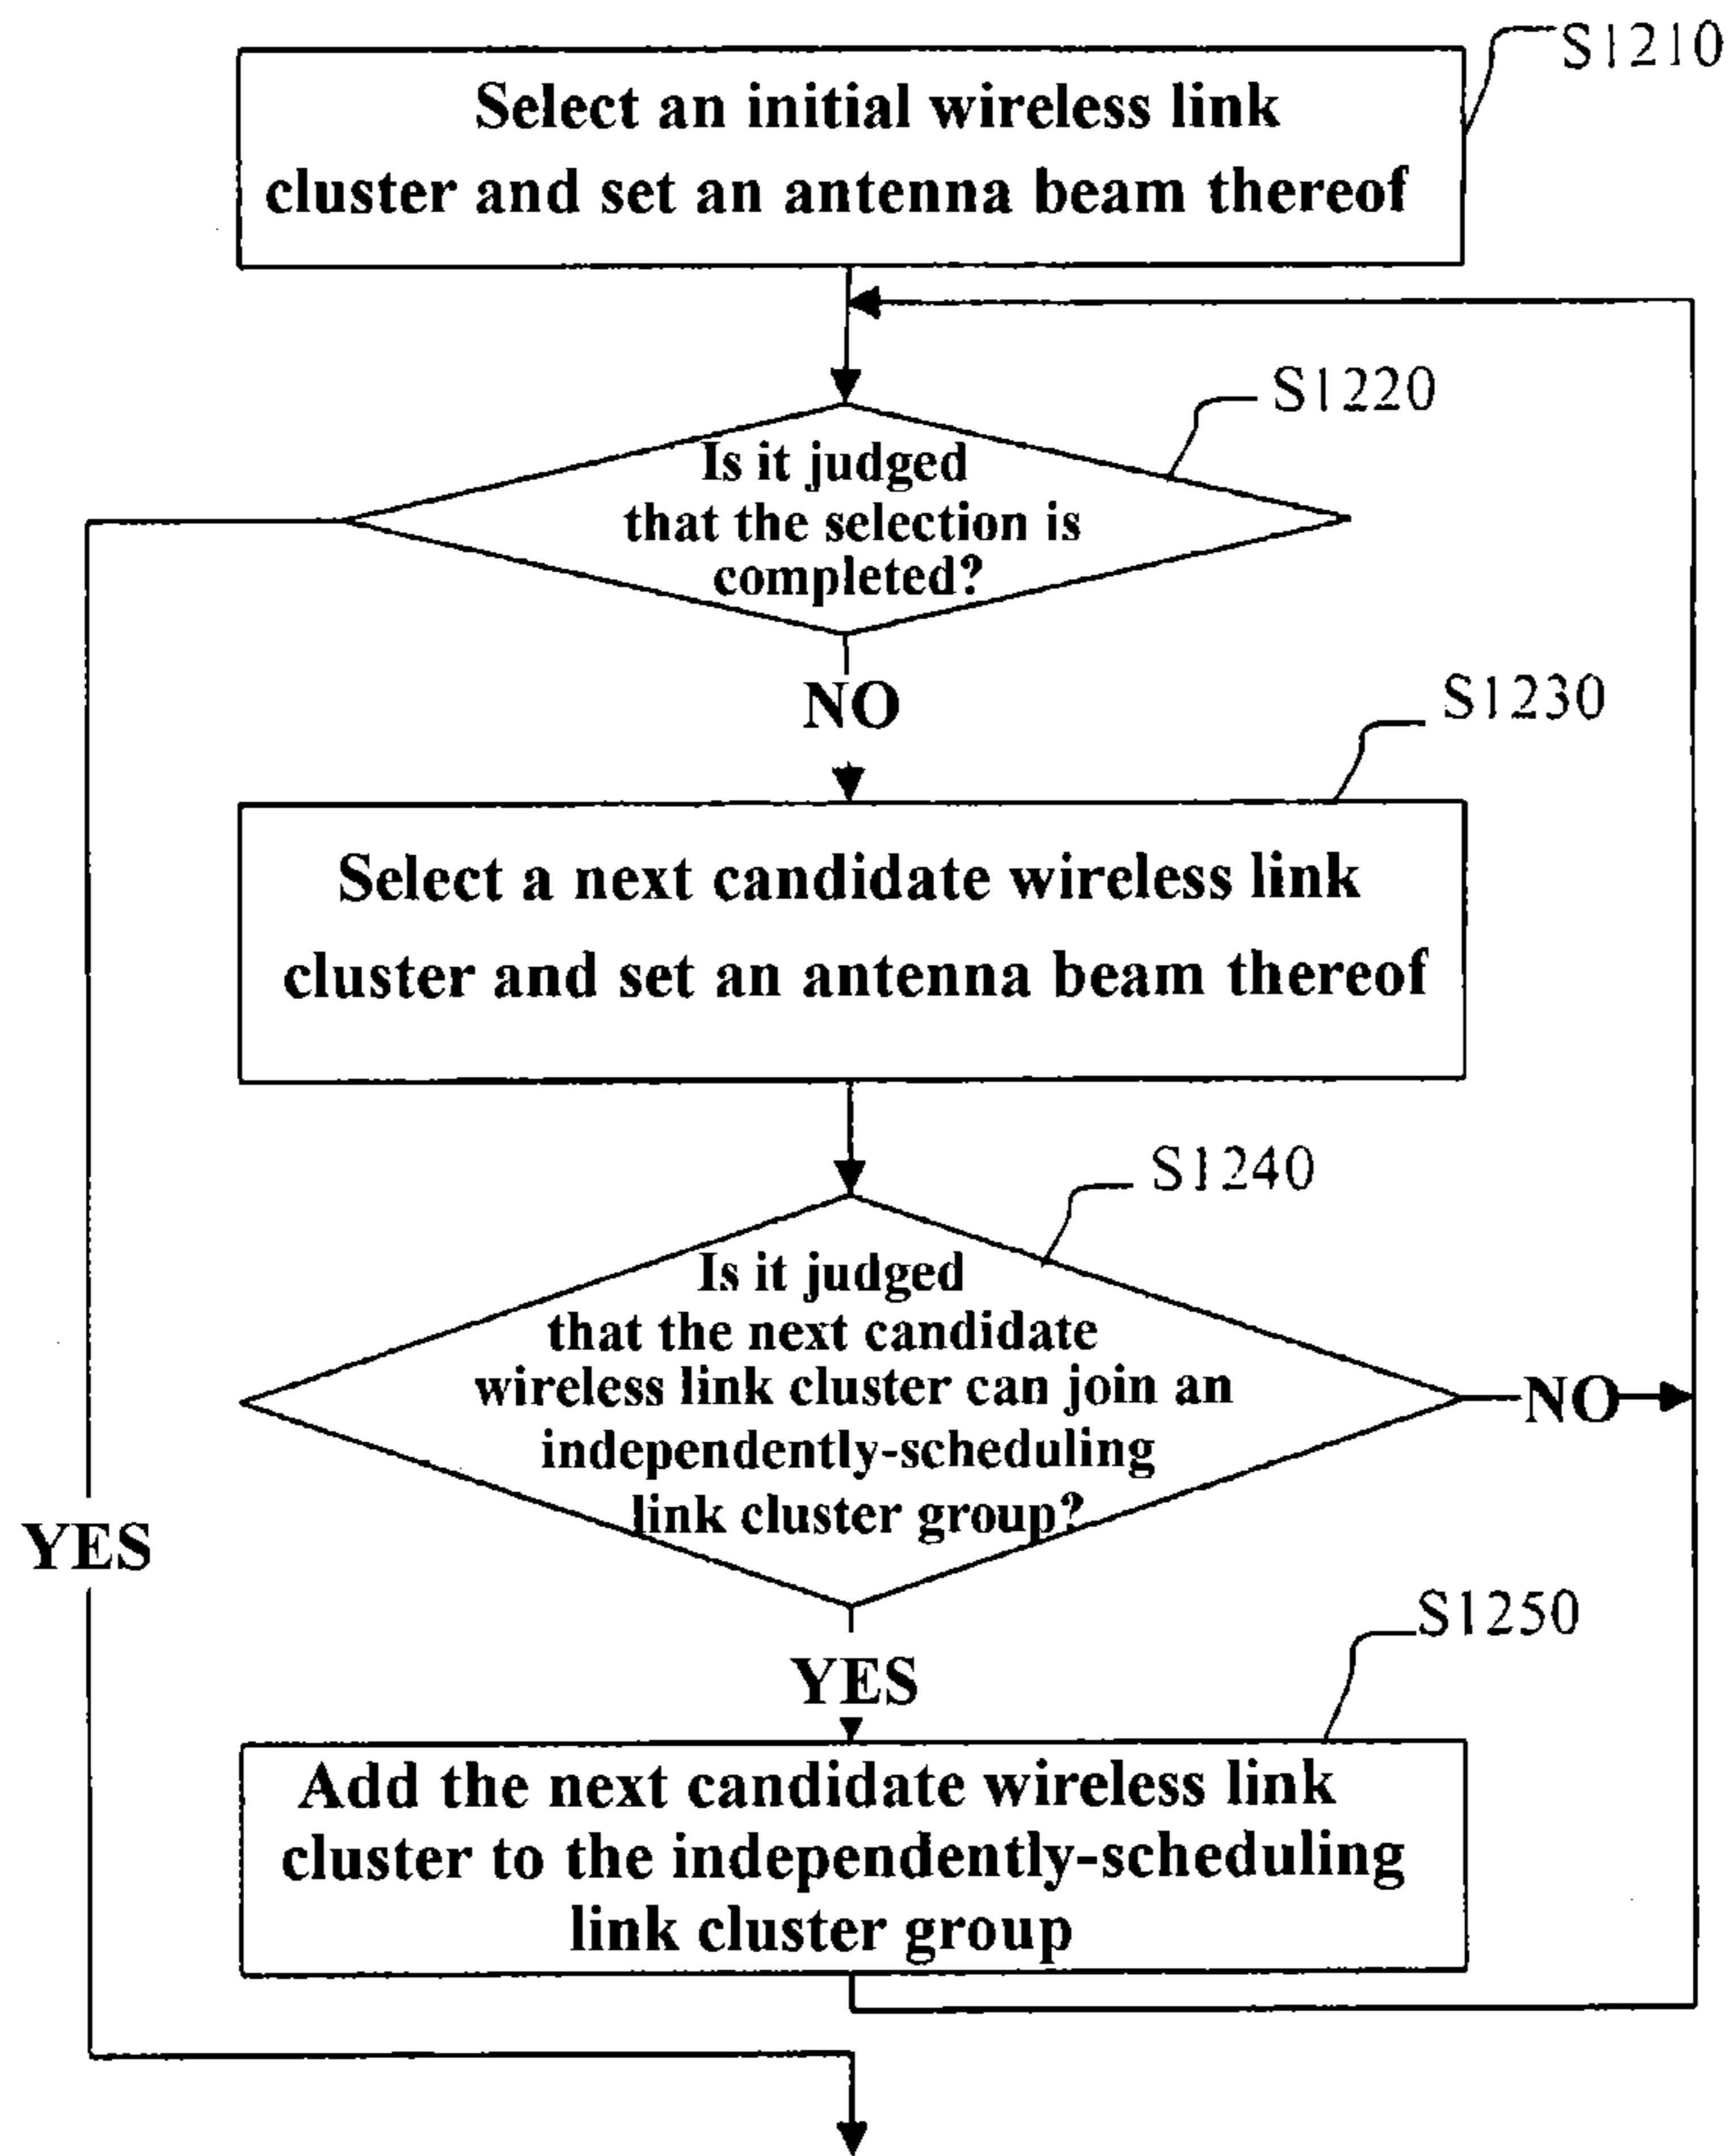 S1210
Select an initial wireless link
cluster and set an antenna beam thereof
S1220
Is it judged
that the selection is
completed?
NO
S1230
Select a next candidate wireless link
cluster and set an antenna beam thereof
S1240
Is it judged
that the next candidate
wireless link cluster can join an
independently-scheduling
link cluster group?
NO
YES
YES
S1250
Add the next candidate wireless link
cluster to the independently-scheduling
link cluster group